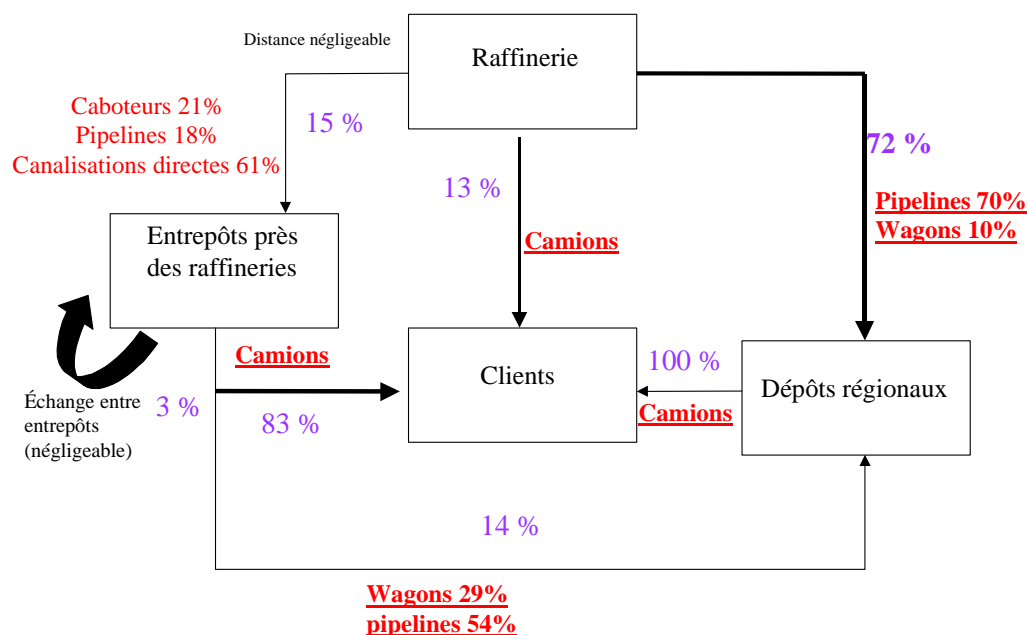 Distance négligeable
Raffinerie
Caboteurs 21%
Pipelines 18%
Canalisations directes 61%
15 %
13 %
72 %
Pipelines 70%
Wagons 10%
Entrepôts près
des raffineries
Camions
Camions
Clients
100 %
Camions
Dépôts régionaux
Échange entre
entrepôts
(négligeable)
3 %
83 %
14 %
Wagons 29%
pipelines 54%